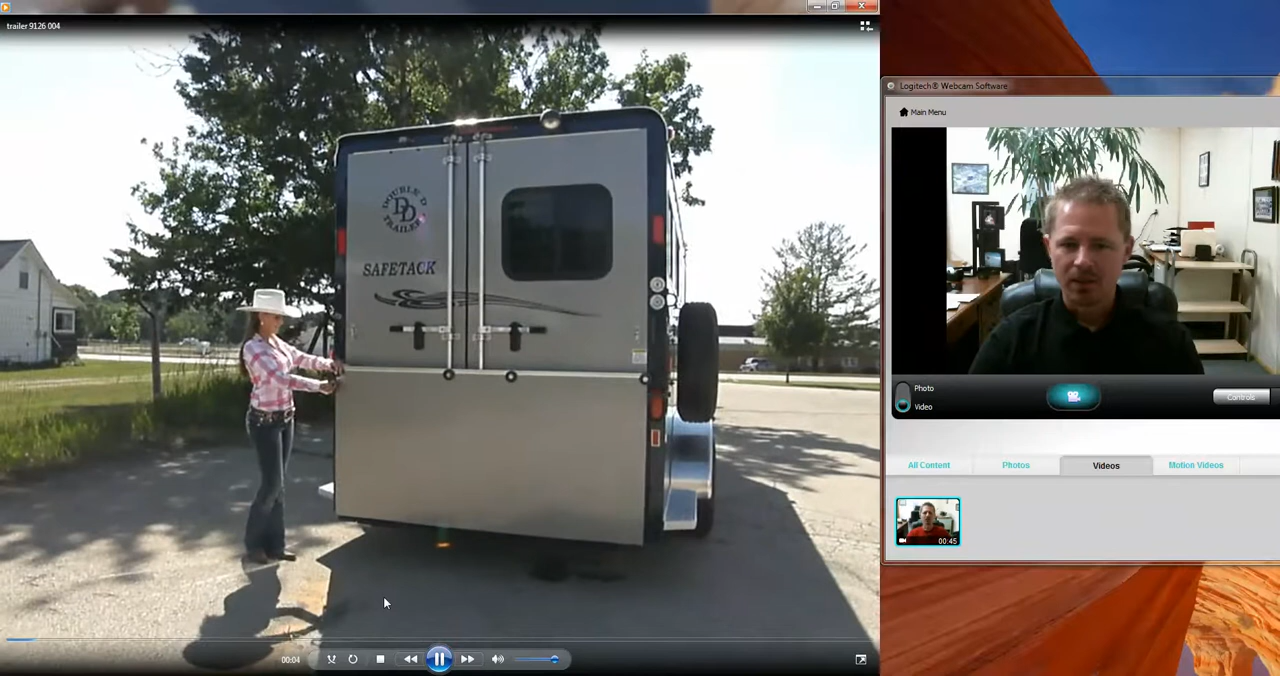 trailer 9126 004
DOUBLE D
DD
TRAILERS
SAFETACK
00:04
Logitech® Webcam Software
Main Menu
Photo
Video
Controls
All Content
Photos
Videos
Motion Videos
00:45